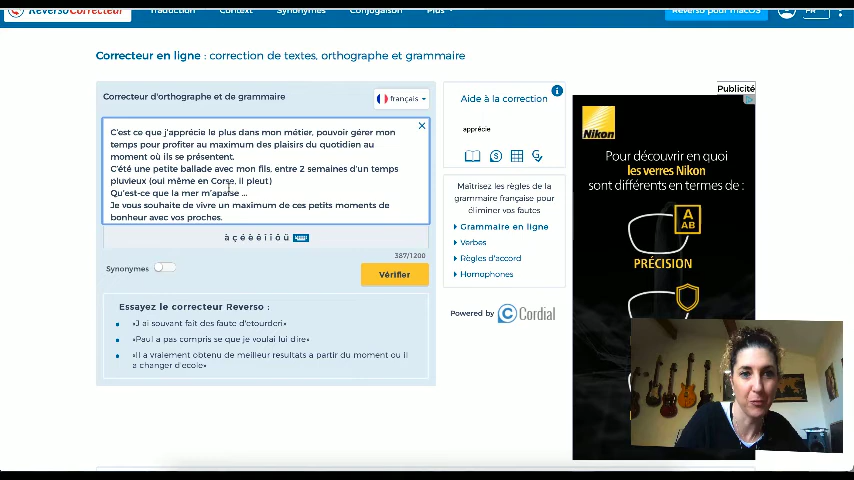 ReversoCorrecteur Traduction Context Synonymes Conjugaison Plus Reverso pour macOS FR
Correcteur en ligne : correction de textes, orthographe et grammaire
Correcteur d'orthographe et de grammaire
français
C'est ce que j'apprécie le plus dans mon métier, pouvoir gérer mon
temps pour profiter au maximum des plaisirs du quotidien au
moment où ils se présentent.
C'été une petite ballade avec mon fils, entre 2 semaines d'un temps
pluvieux (oui même en Corse, il pleut)
Qu'est-ce que la mer m'apaise ...
Je vous souhaite de vivre un maximum de ces petits moments de
bonheur avec vos proches.
387/1200
Synonymes
Vérifier
Essayez le correcteur Reverso :
«J ai souvant fait des faute d'etourderi»
«Paul a pas compris se que je voulai lui dire»
«Il a vraiement obtenu de meilleur resultats a partir du moment ou il
a changer d'ecole»
Aide à la correction
apprécie
Maîtrisez les règles de la
grammaire française pour
éliminer vos fautes
Grammaire en ligne
Verbes
Règles d'accord
Homophones
Powered by Cordial
Publicité
Nikon
Pour découvrir en quoi
les verres Nikon
sont différents en termes de :
PRÉCISION